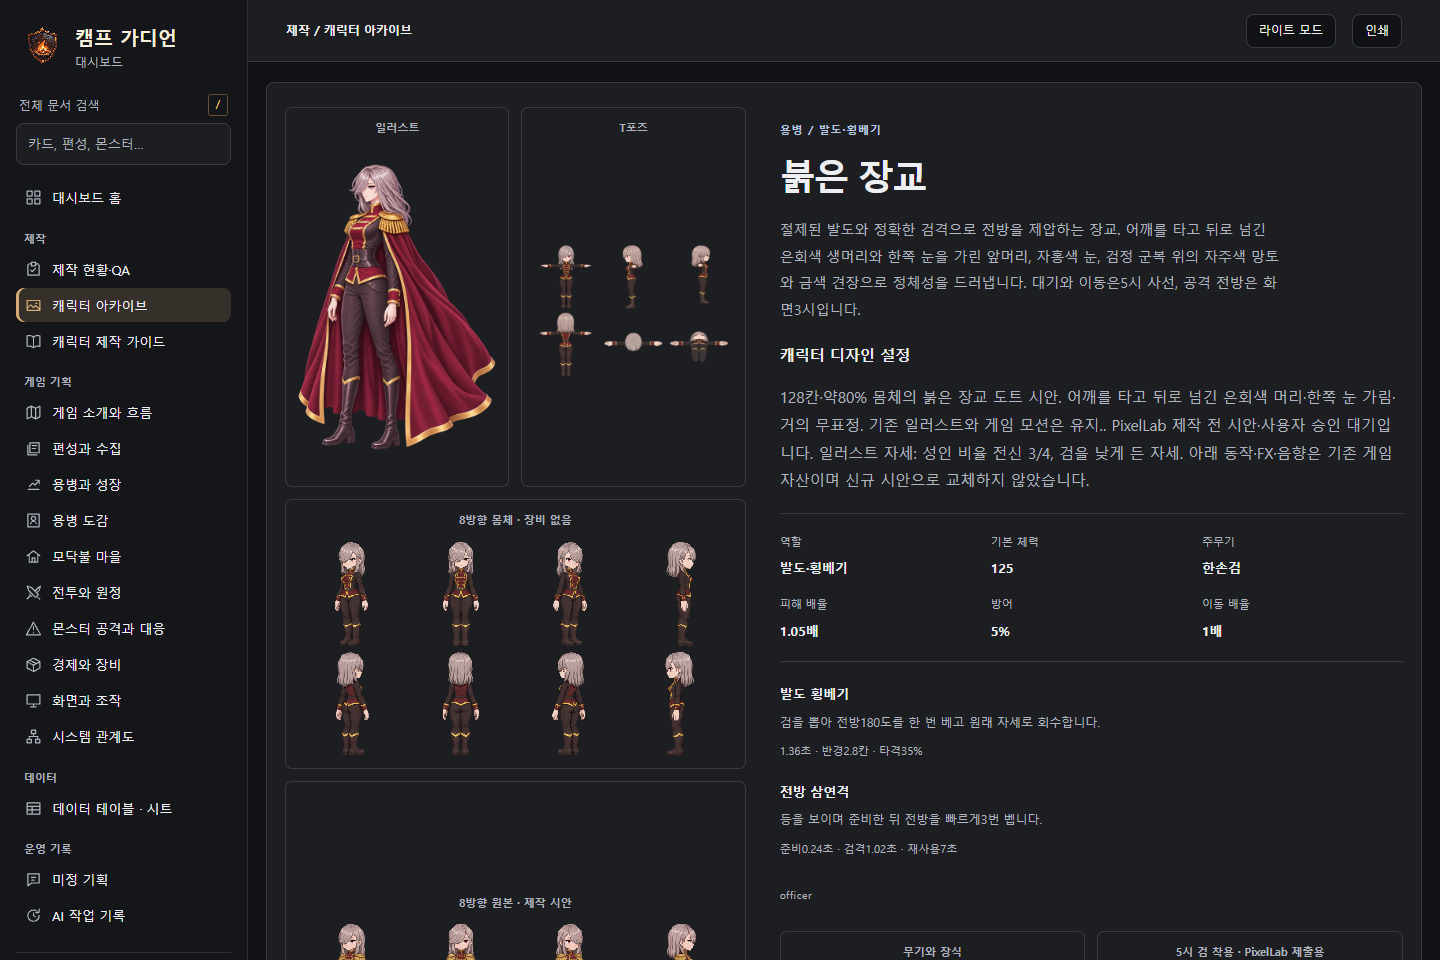 캠프 가디언
대시보드
전체 문서 검색
/
카드, 편성, 몬스터...
대시보드 홈
제작
제작 현황·QA
캐릭터 아카이브
캐릭터 제작 가이드
게임 기획
게임 소개와 흐름
편성과 수집
용병과 성장
용병 도감
모닥불 마을
전투와 원정
몬스터 공격과 대응
경제와 장비
화면과 조작
시스템 관계도
데이터
데이터 테이블 · 시트
운영 기록
미정 기획
AI 작업 기록
제작 / 캐릭터 아카이브
라이트 모드
인쇄
일러스트
T포즈
8방향 몸체 · 장비 없음
8방향 원본 · 제작 시안
용병 / 발도·횡베기
붉은 장교
절제된 발도와 정확한 검격으로 전방을 제압하는 장교. 어깨를 타고 뒤로 넘긴
은회색 생머리와 한쪽 눈을 가린 앞머리, 자홍색 눈, 검정 군복 위의 자주색 망토
와 금색 견장으로 정체성을 드러냅니다. 대기와 이동은5시 사선, 공격 전방은 화
면3시입니다.
캐릭터 디자인 설정
128칸·약80% 몸체의 붉은 장교 도트 시안. 어깨를 타고 뒤로 넘긴 은회색 머리·한쪽 눈 가림·
거의 무표정. 기존 일러스트와 게임 모션은 유지.. PixelLab 제작 전 시안·사용자 승인 대기입
니다. 일러스트 자세: 성인 비율 전신 3/4, 검을 낮게 든 자세. 아래 동작·FX·음향은 기존 게임
자산이며 신규 시안으로 교체하지 않았습니다.
역할
기본 체력
주무기
발도·횡베기
125
한손검
피해 배율
방어
이동 배율
1.05배
5%
1배
발도 횡베기
검을 뽑아 전방180도를 한 번 베고 원래 자세로 회수합니다.
1.36초 · 반경2.8칸 · 타격35%
전방 삼연격
등을 보이며 준비한 뒤 전방을 빠르게3번 벱니다.
준비0.24초 · 검격1.02초 · 재사용7초
officer
무기와 장식
5시 검 착용 · PixelLab 제출용